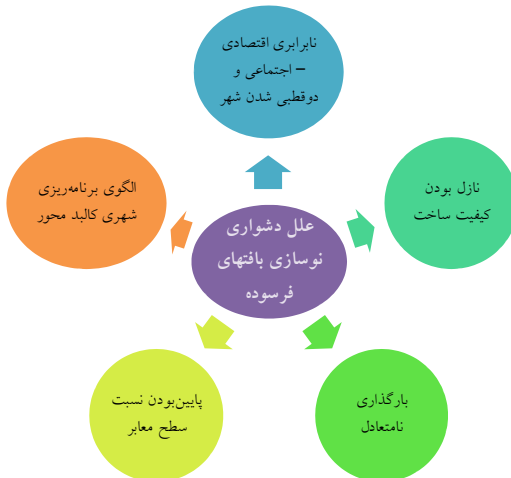 نابرابری اقتصادی
– اجتماعی و
دوقطبی شدن شهر
نازل بودن
کیفیت ساخت
الگوی برنامه‌ریزی
شهری کالبد محور
علل دشواری
نوسازی بافتهای
فرسوده
بارگذاری
نامتعادل
پایین‌بودن نسبت
سطح معابر